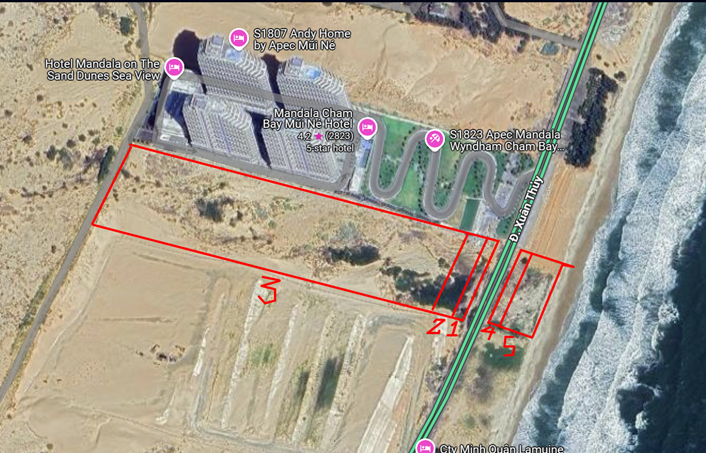 S1807 Andy Home
by Apec Mũi Né
Hotel Mandala on The
Sand Dunes Sea View
Mandala Cham
Bay Mũi Né Hotel
4.2 ★ (2823)
5-star hotel
S1823 Apec Mandala
Wyndham Cham Bay...
Đ. Xuân Thủy
3
2 1
4
5
Cty Minh Quân Lamuine